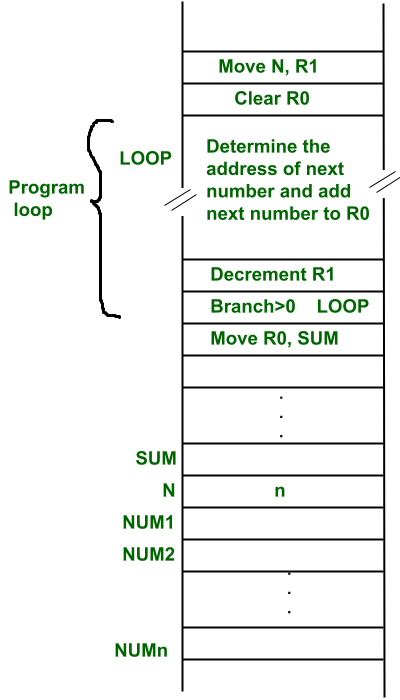 Move N, R1
Clear R0
LOOP
Determine the
address of next
number and add
next number to R0
Program
loop
Decrement R1
Branch>0 LOOP
Move R0, SUM
.
.
.
SUM
N n
NUM1
NUM2
.
.
.
NUMn